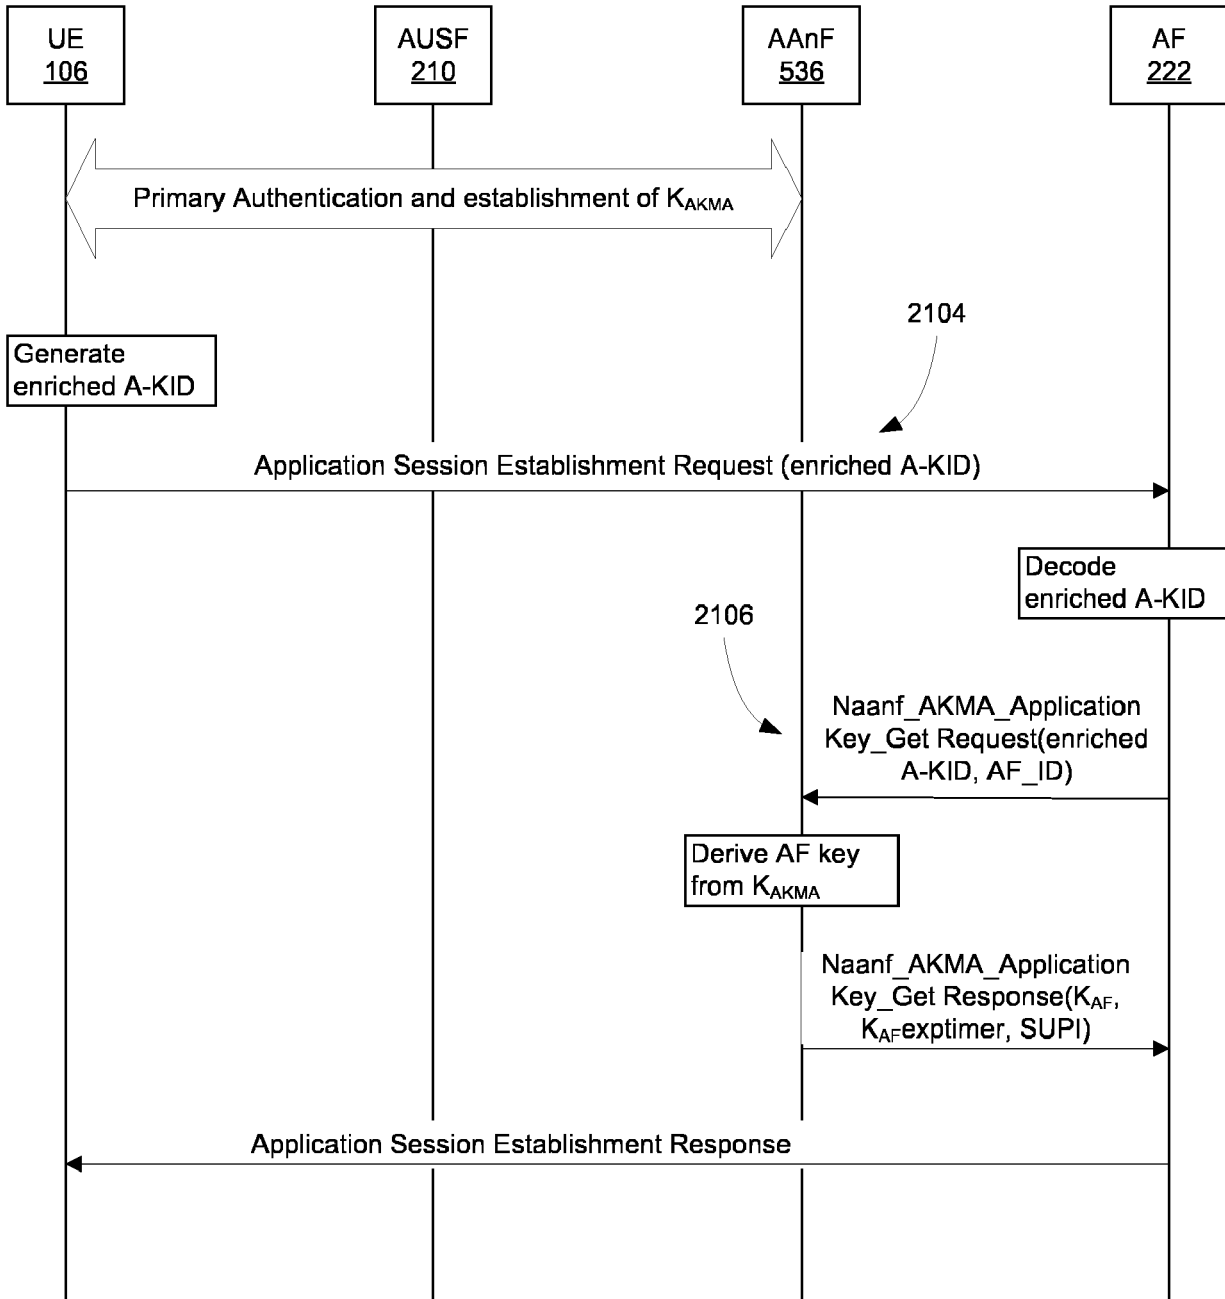 UE
106
AUSF
210
AAnF
536
AF
222
Primary Authentication and establishment of KAKMA
2104
Generate
enriched A-KID
Application Session Establishment Request (enriched A-KID)
Decode
enriched A-KID
2106
Naanf_AKMA_Application
Key_Get Request(enriched
A-KID, AF_ID)
Derive AF key
from KAKMA
Naanf_AKMA_Application
Key_Get Response(KAF,
KAFexptimer, SUPI)
Application Session Establishment Response